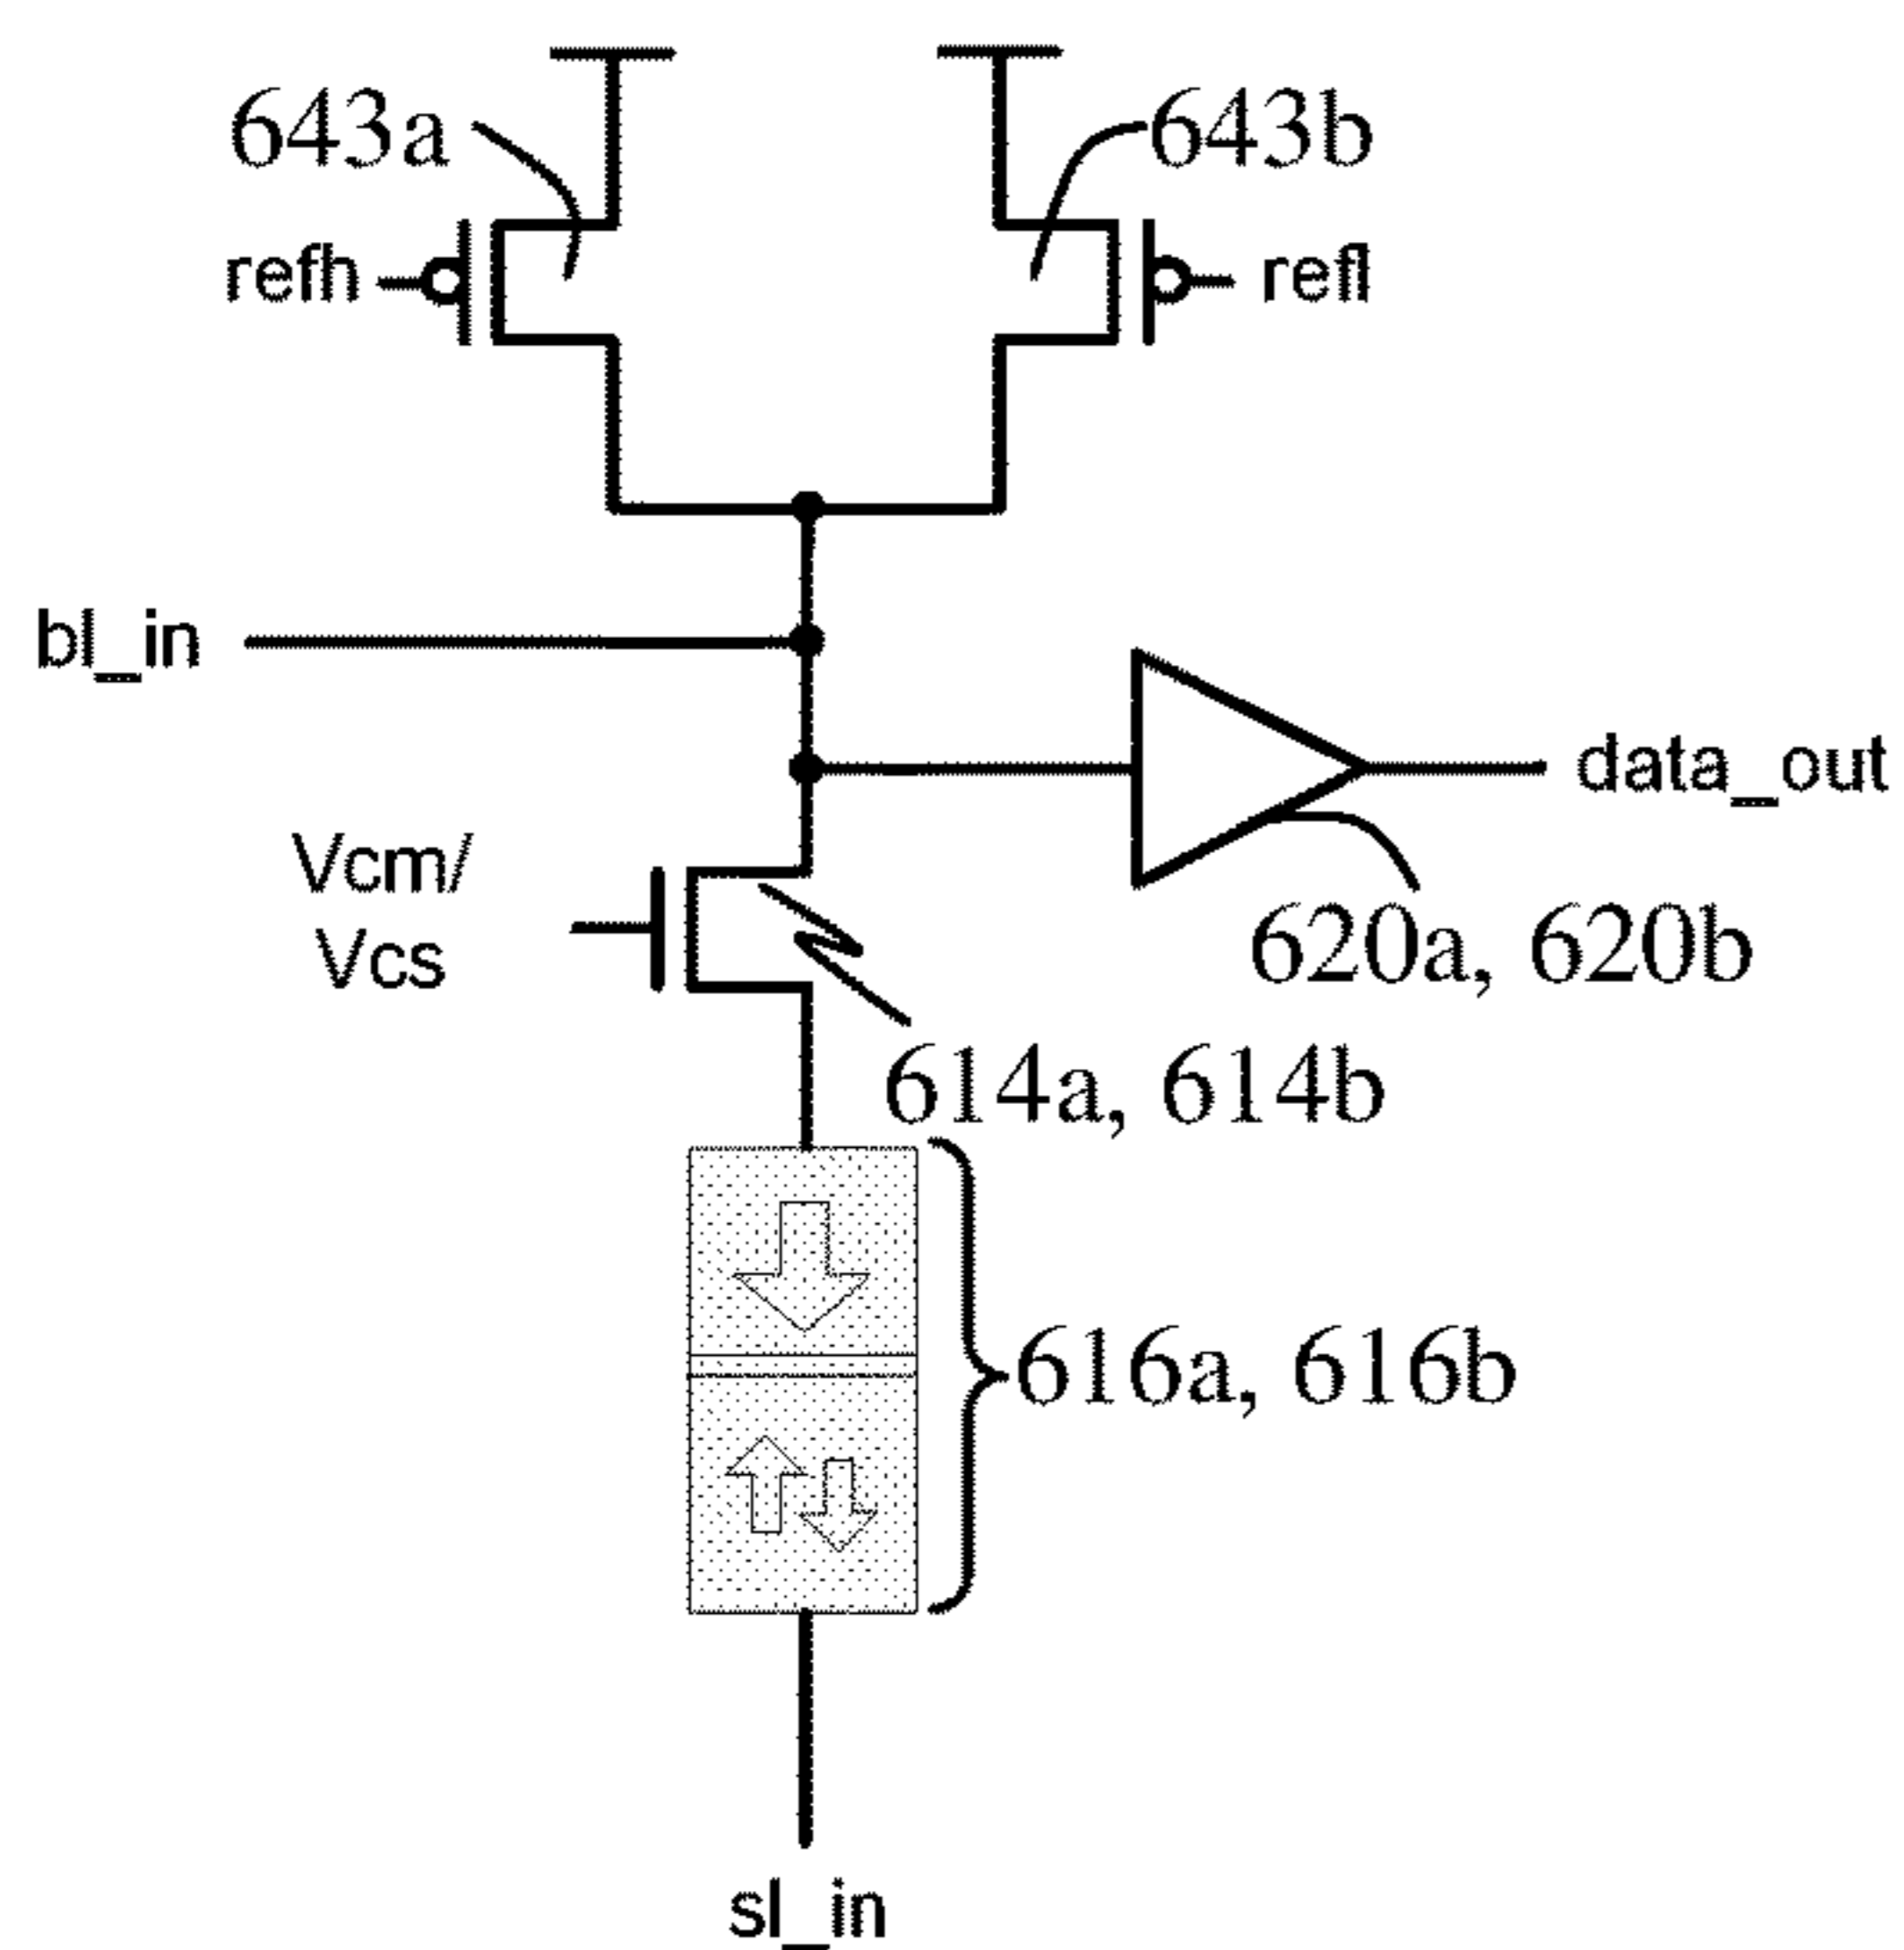 643a
643b
refh
refl
bl_in
data_out
Vcm/
Vcs
620a, 620b
614a, 614b
616a, 616b
sl_in